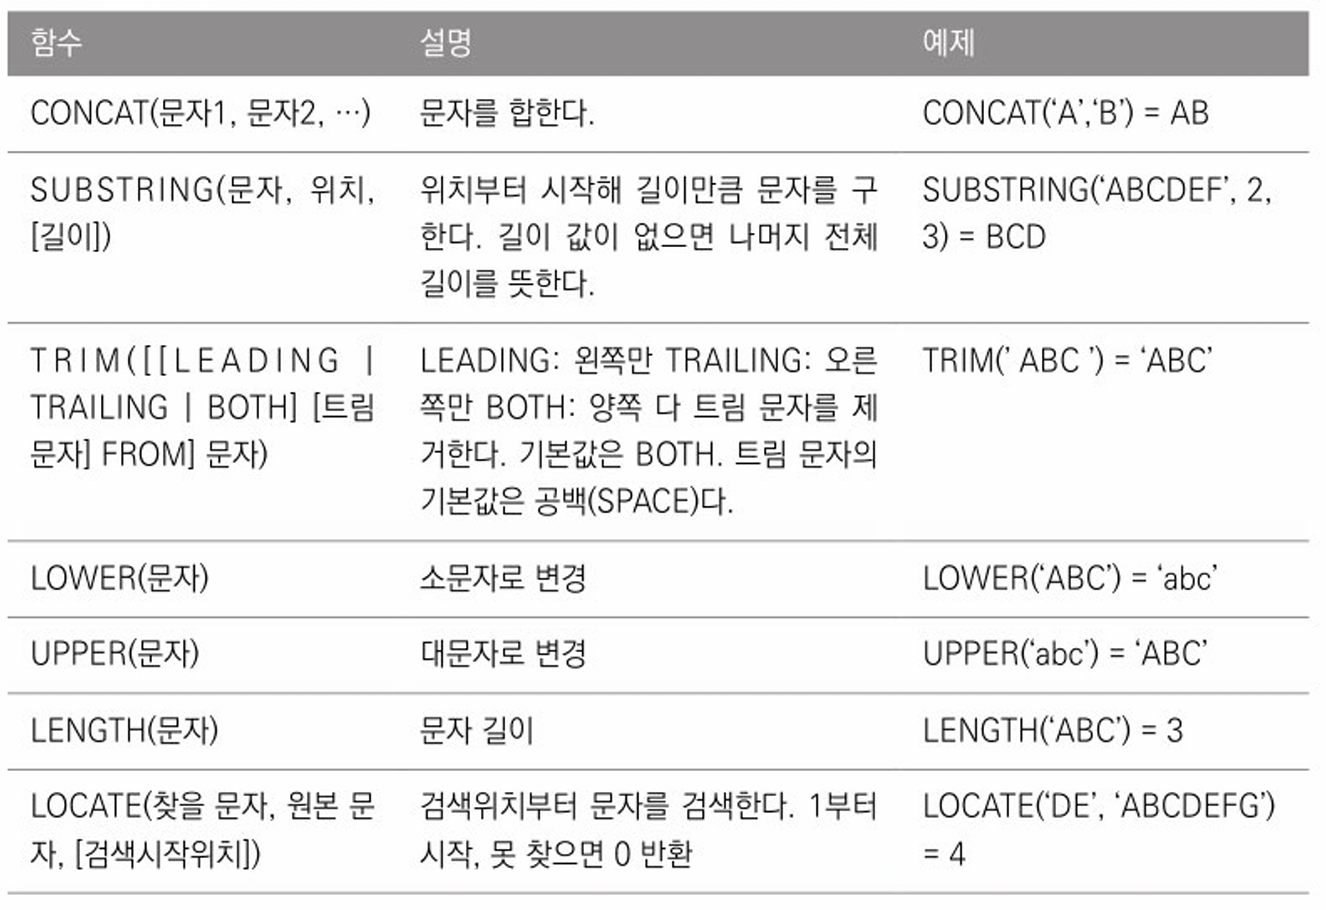 함수 설명 예제
CONCAT(문자1, 문자2, …) 문자를 합한다. CONCAT(‘A’,‘B’) = AB
SUBSTRING(문자, 위치,
[길이])
위치부터 시작해 길이만큼 문자를 구
한다. 길이 값이 없으면 나머지 전체
길이를 뜻한다.
SUBSTRING(‘ABCDEF’, 2,
3) = BCD
TRIM([[LEADING |
TRAILING | BOTH] [트림
문자] FROM] 문자)
LEADING: 왼쪽만 TRAILING: 오른
쪽만 BOTH: 양쪽 다 트림 문자를 제
거한다. 기본값은 BOTH. 트림 문자의
기본값은 공백(SPACE)다.
TRIM(’ ABC ’) = ‘ABC’
LOWER(문자) 소문자로 변경 LOWER(‘ABC’) = ‘abc’
UPPER(문자) 대문자로 변경 UPPER(‘abc’) = ‘ABC’
LENGTH(문자) 문자 길이 LENGTH(‘ABC’) = 3
LOCATE(찾을 문자, 원본 문
자, [검색시작위치])
검색위치부터 문자를 검색한다. 1부터
시작, 못 찾으면 0 반환
LOCATE(‘DE’, ‘ABCDEFG’)
= 4